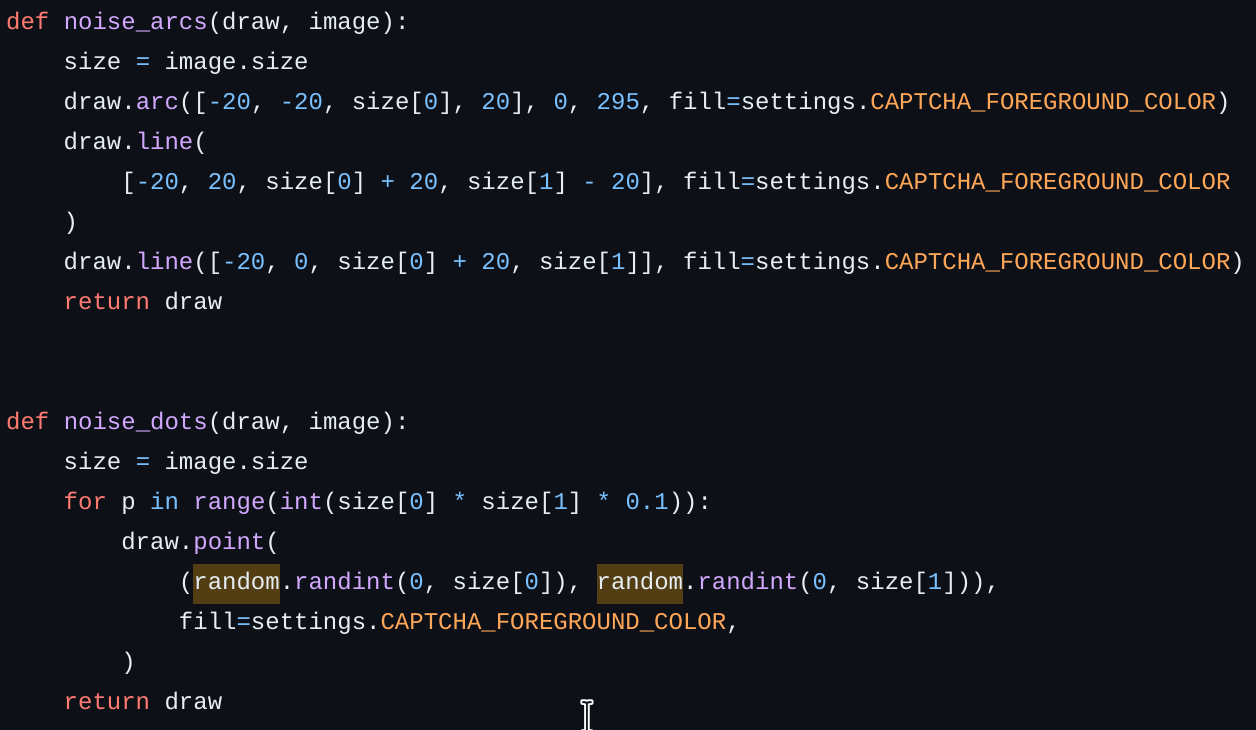 def noise_arcs(draw, image):
    size = image.size
    draw.arc([-20, -20, size[0], 20], 0, 295, fill=settings.CAPTCHA_FOREGROUND_COLOR)
    draw.line(
        [-20, 20, size[0] + 20, size[1] - 20], fill=settings.CAPTCHA_FOREGROUND_COLOR
    )
    draw.line([-20, 0, size[0] + 20, size[1]], fill=settings.CAPTCHA_FOREGROUND_COLOR)
    return draw


def noise_dots(draw, image):
    size = image.size
    for p in range(int(size[0] * size[1] * 0.1)):
        draw.point(
            (random.randint(0, size[0]), random.randint(0, size[1])),
            fill=settings.CAPTCHA_FOREGROUND_COLOR,
        )
    return draw